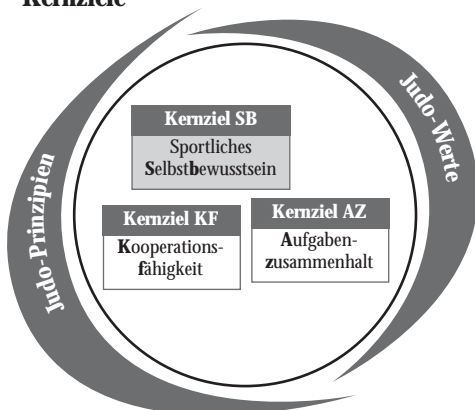 Kernziele
Judo-Werte
Judo-Prinzipien
Kernziel SB
Sportliches
Selbstbewusstsein
Kernziel KF
Kooperations-
fähigkeit
Kernziel AZ
Aufgaben-
zusammenhalt